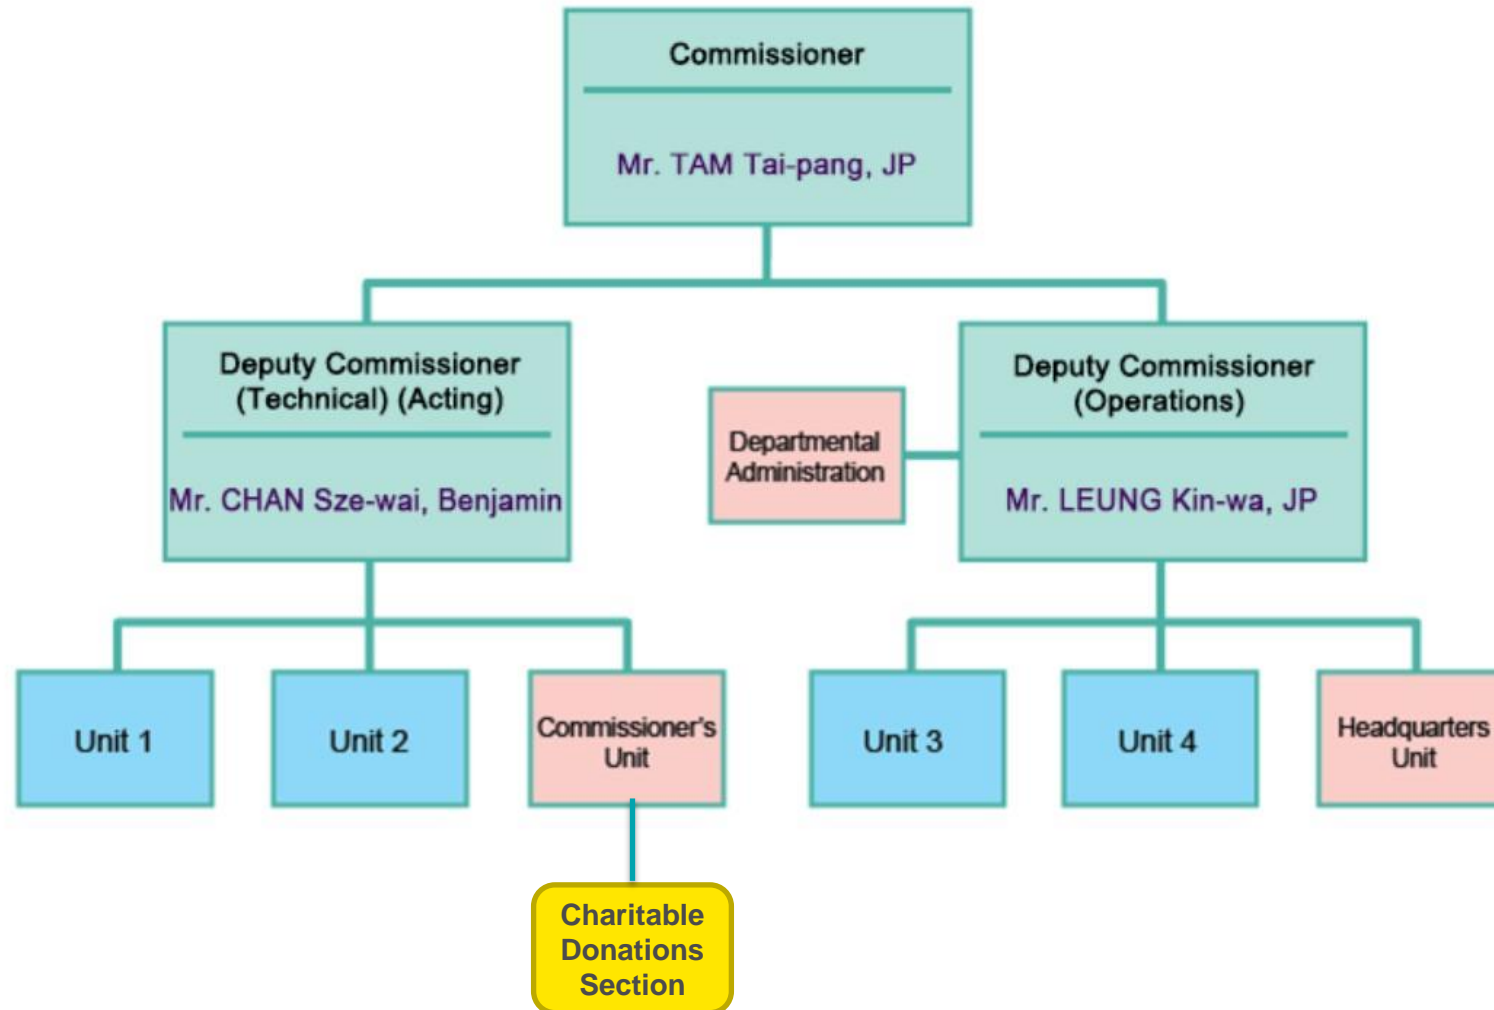 Commissioner
Mr. TAM Tai-pang, JP
Deputy Commissioner
(Technical) (Acting)
Mr. CHAN Sze-wai, Benjamin
Departmental
Administration
Deputy Commissioner
(Operations)
Mr. LEUNG Kin-wa, JP
Unit 1
Unit 2
Commissioner's
Unit
Unit 3
Unit 4
Headquarters
Unit
Charitable
Donations
Section